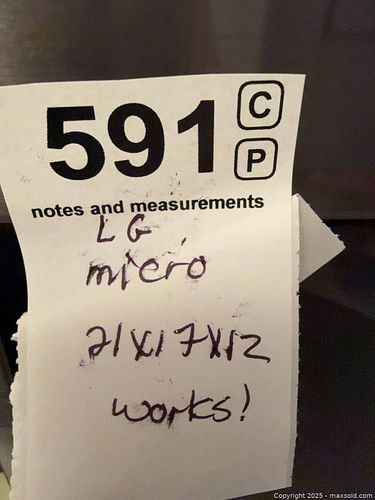 591 C
P
notes and measurements
LG
micro
21x17x12
works!
Copyright 2025 - maxsold.com